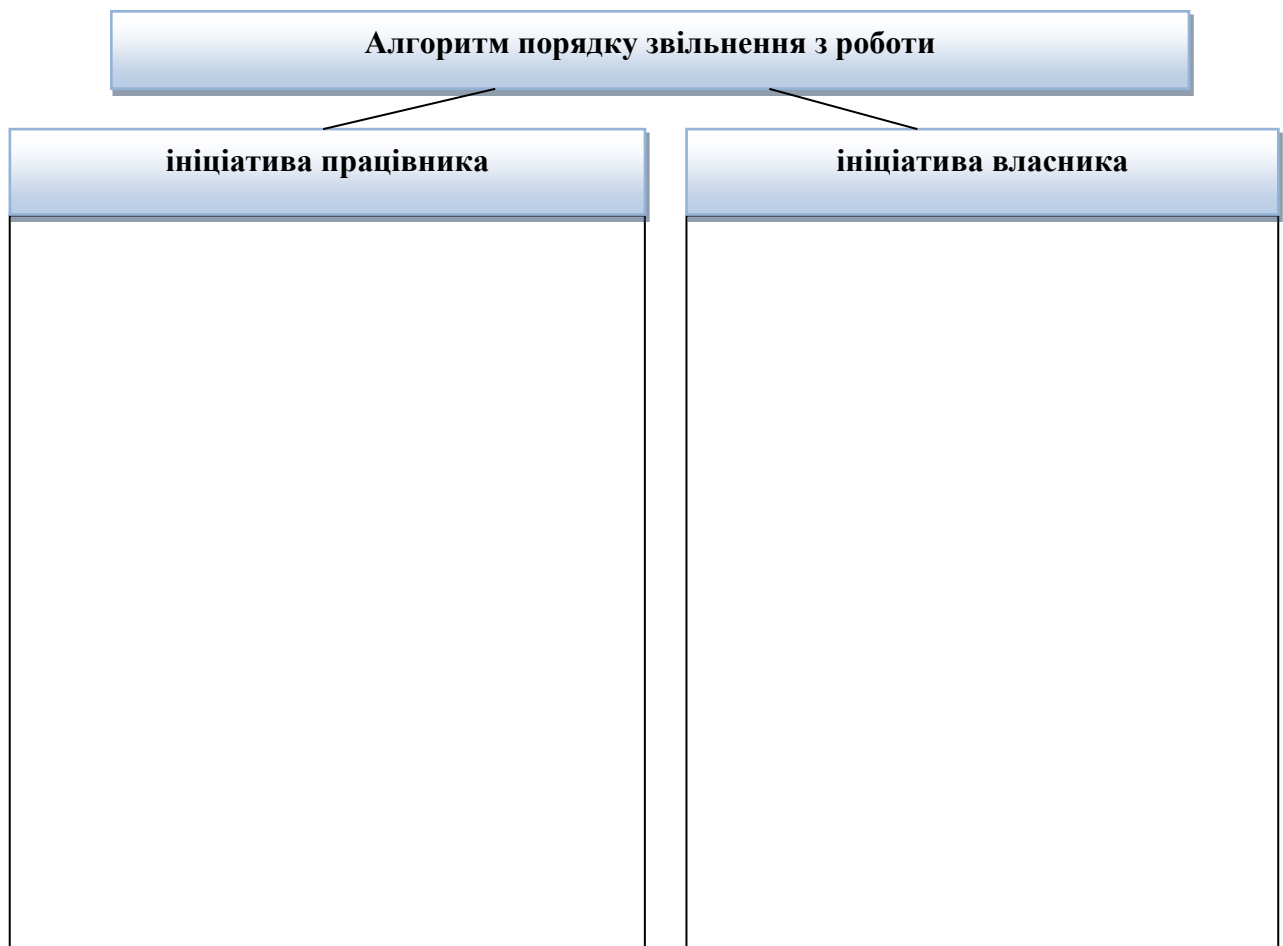 Алгоритм порядку звільнення з роботи
ініціатива працівника
ініціатива власника